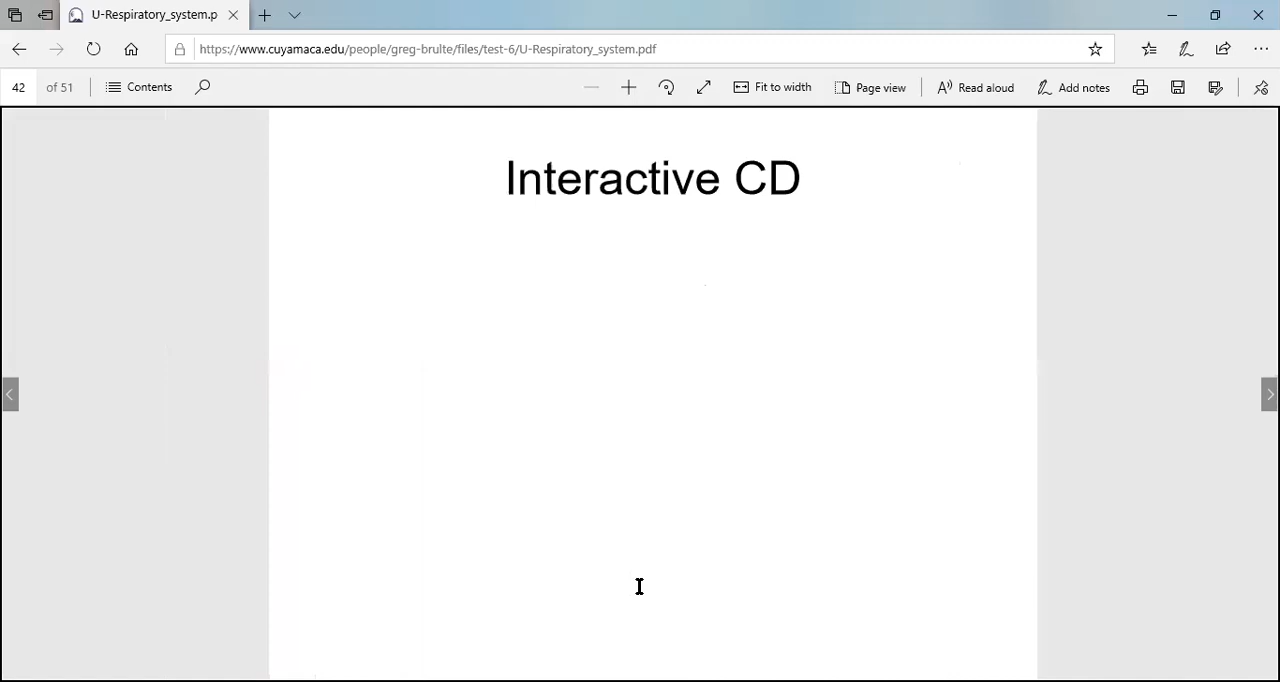 U-Respiratory_system.p
https://www.cuyamaca.edu/people/greg-brulte/files/test-6/U-Respiratory_system.pdf
42 of 51 Contents Fit to width Page view Read aloud Add notes
Interactive CD